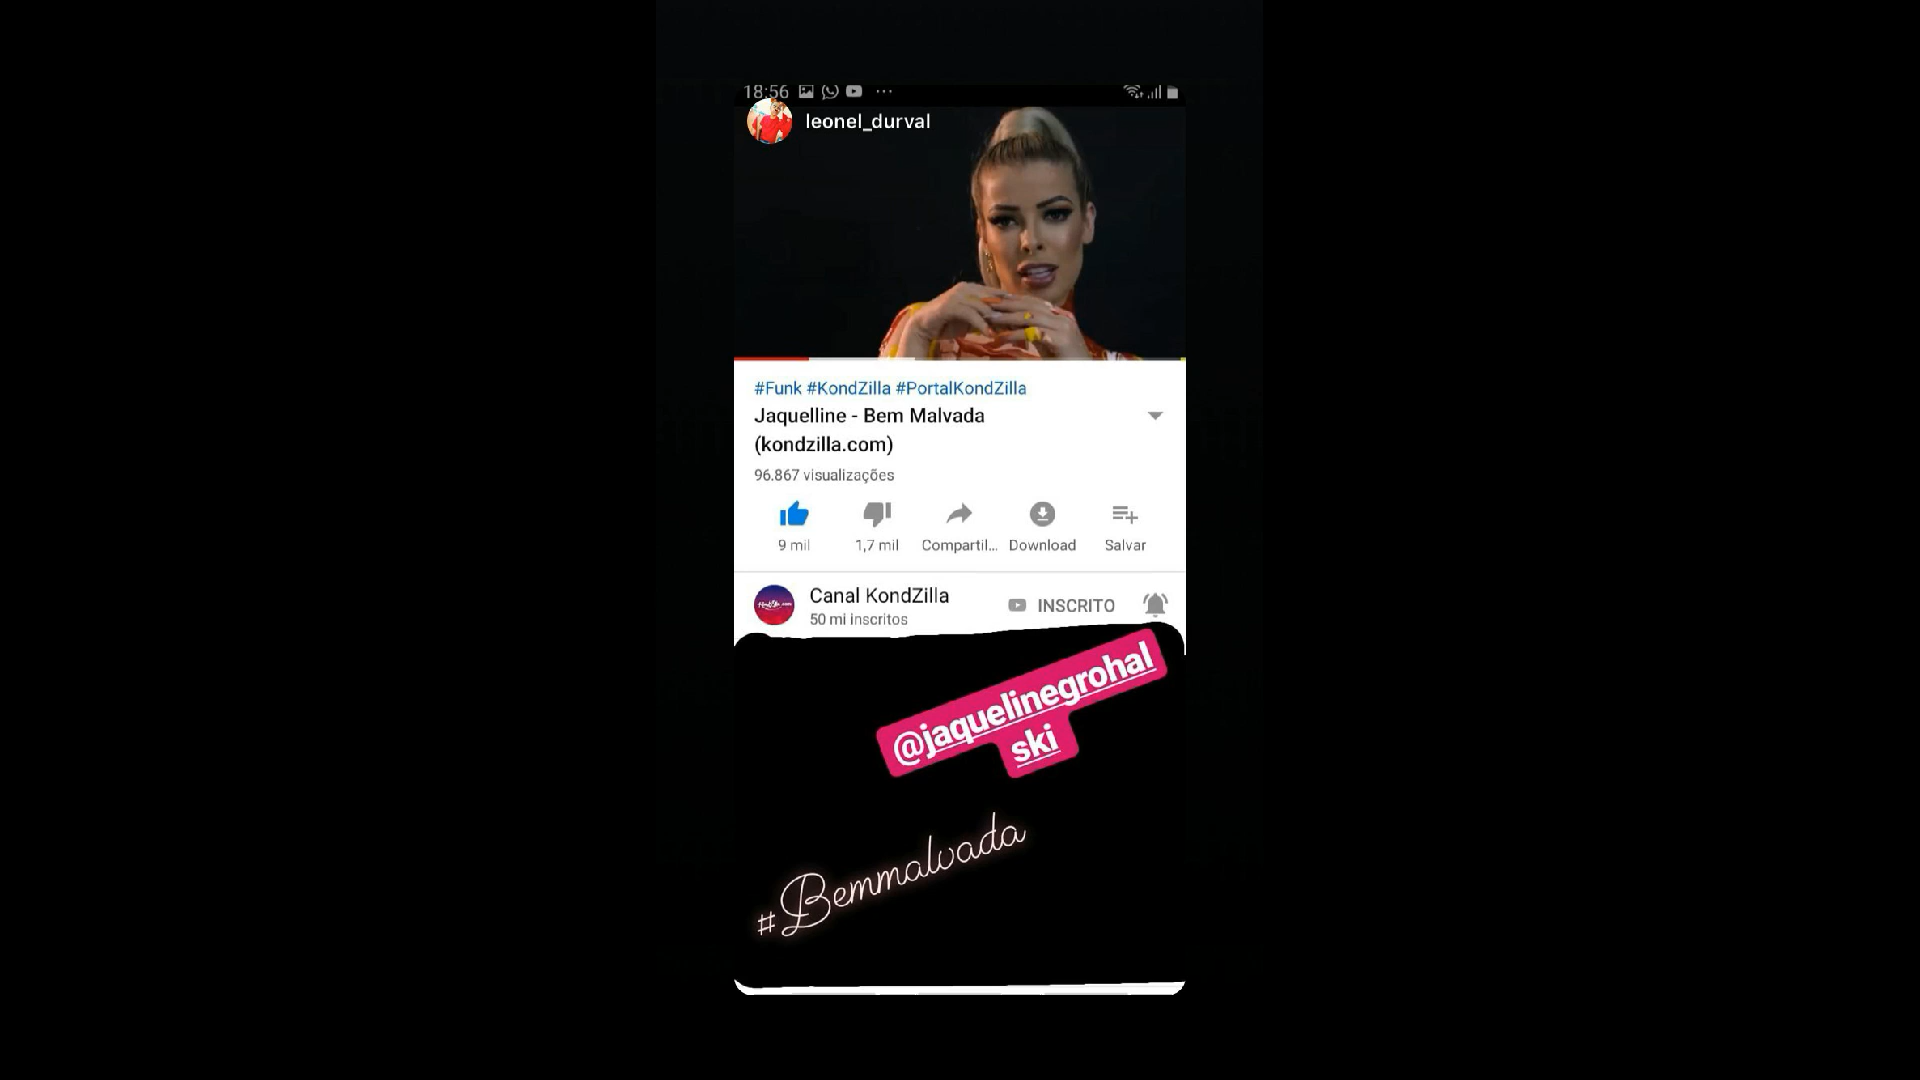 18:56
leonel_durval
#Funk #KondZilla #PortalKondZilla
Jaquelline - Bem Malvada
(kondzilla.com)
96.867 visualizações
9 mil 1,7 mil Compartil... Download Salvar
Canal KondZilla
INSCRITO
50 mi inscritos
@jaquelinegrohal
ski
#Bemmalvada